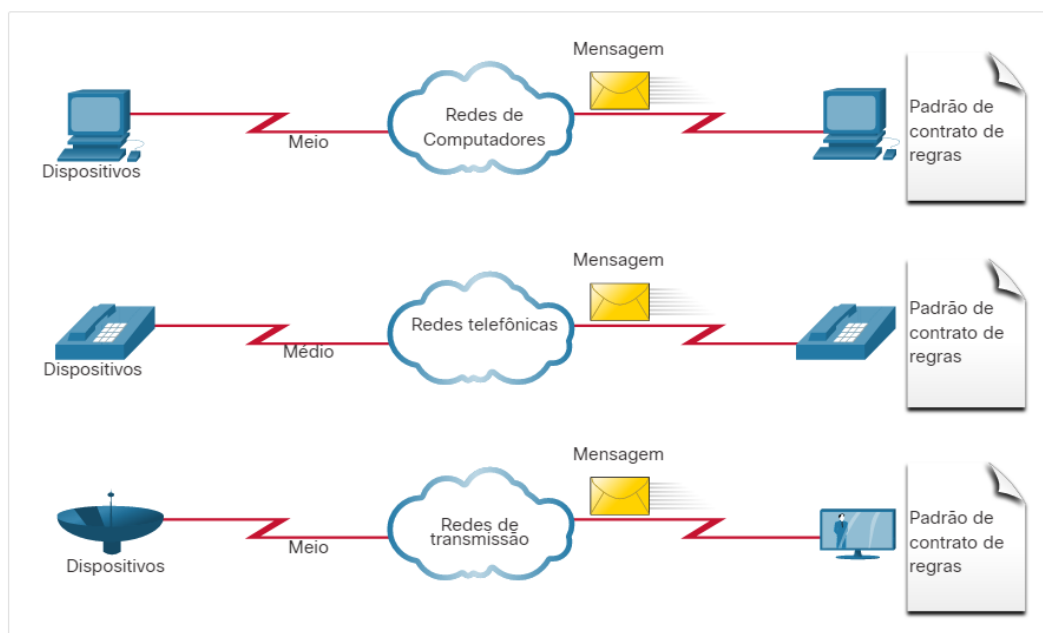 Mensagem
Redes de
Computadores
Meio
Dispositivos
Padrão de
contrato de
regras
Mensagem
Redes telefônicas
Médio
Dispositivos
Padrão de
contrato de
regras
Mensagem
Redes de
transmissão
Meio
Dispositivos
Padrão de
contrato de
regras